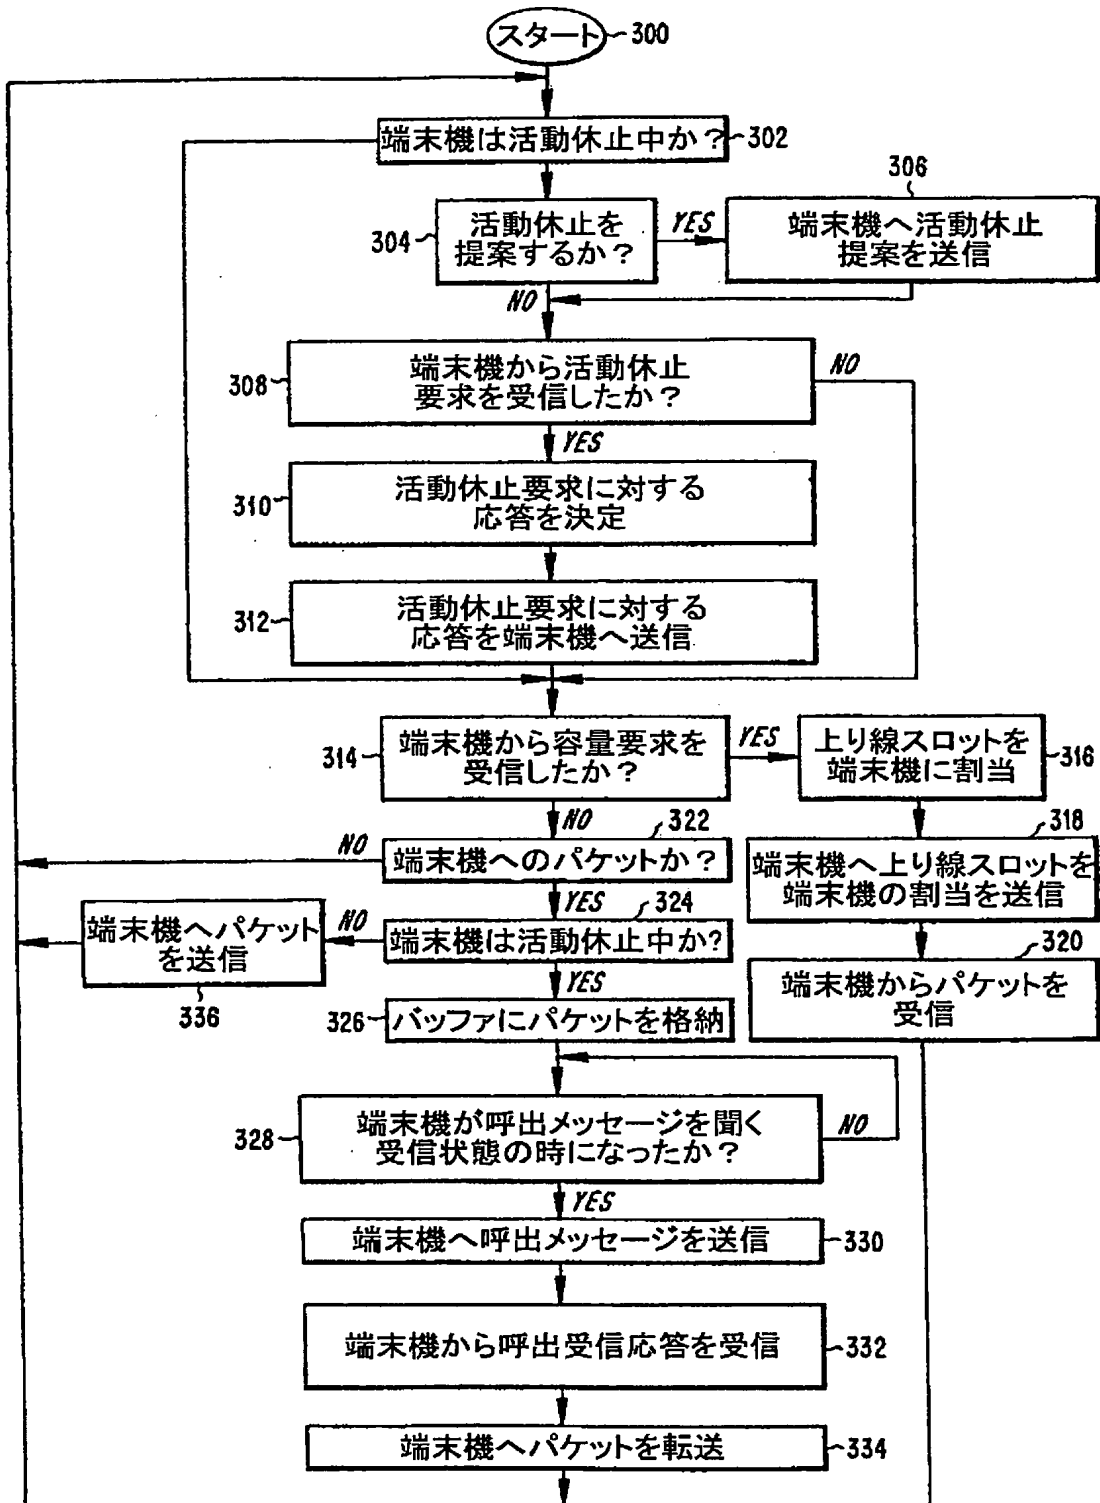 スタート 300
端末機は活動休止中か？ 302
306
304 活動休止を
提案するか？
YES
端末機へ活動休止
提案を送信
NO
308 端末機から活動休止
要求を受信したか？
NO
YES
310 活動休止要求に対する
応答を決定
312 活動休止要求に対する
応答を端末機へ送信
314 端末機から容量要求を
受信したか？
YES
上り線スロットを
端末機に割当
316
NO
322
端末機へのパケットか？
NO
318
端末機へ上り線スロットを
端末機の割当を送信
YES
324
端末機は活動休止中か?
NO
端末機へパケット
を送信
336
320
端末機からパケットを
受信
YES
326 バッファにパケットを格納
328 端末機が呼出メッセージを聞く
受信状態の時になったか？
NO
YES
端末機へ呼出メッセージを送信 330
端末機から呼出受信応答を受信 332
端末機へパケットを転送 334